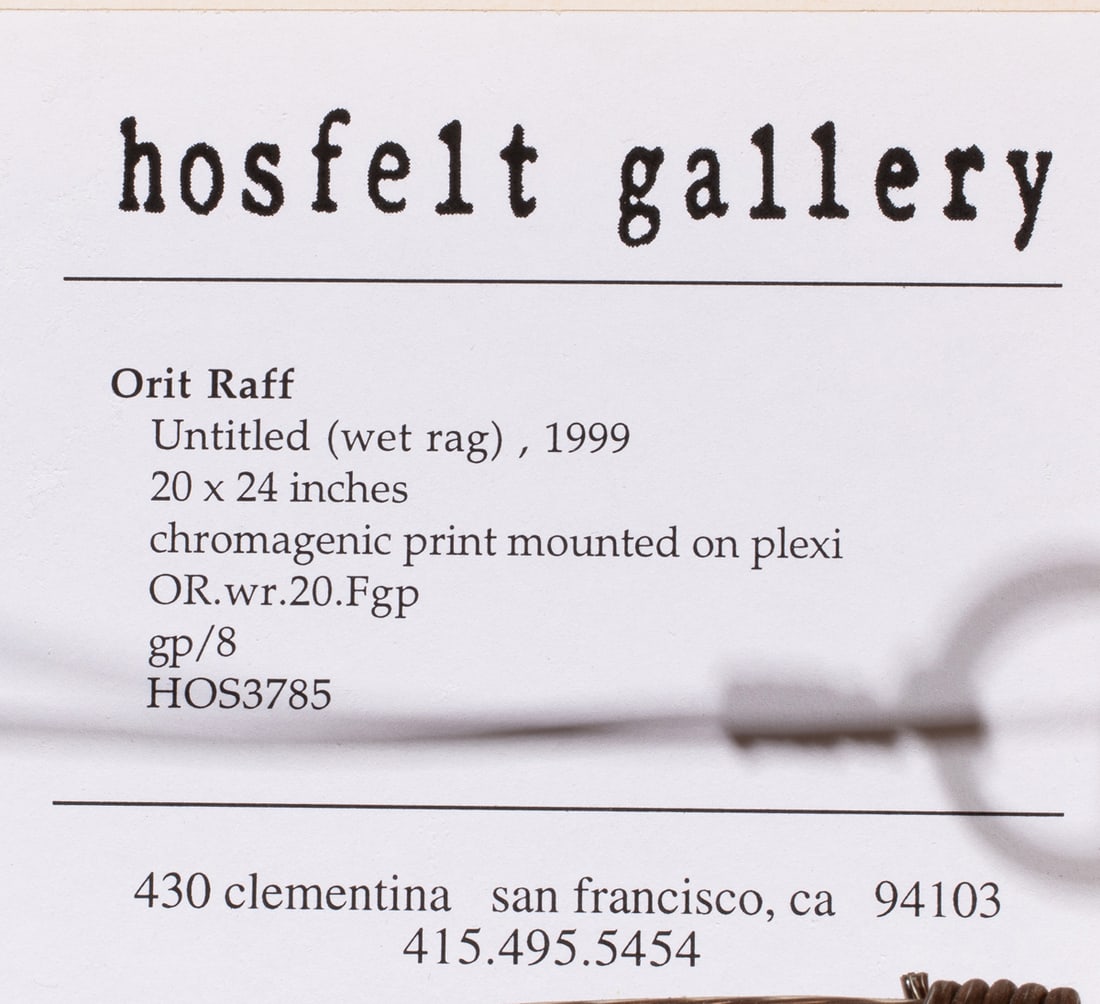 hosfelt gallery
Orit Raff
Untitled (wet rag) , 1999
20 x 24 inches
chromagenic print mounted on plexi
OR.wr.20.Fgp
gp/8
HOS3785
430 clementina san francisco, ca 94103
415.495.5454